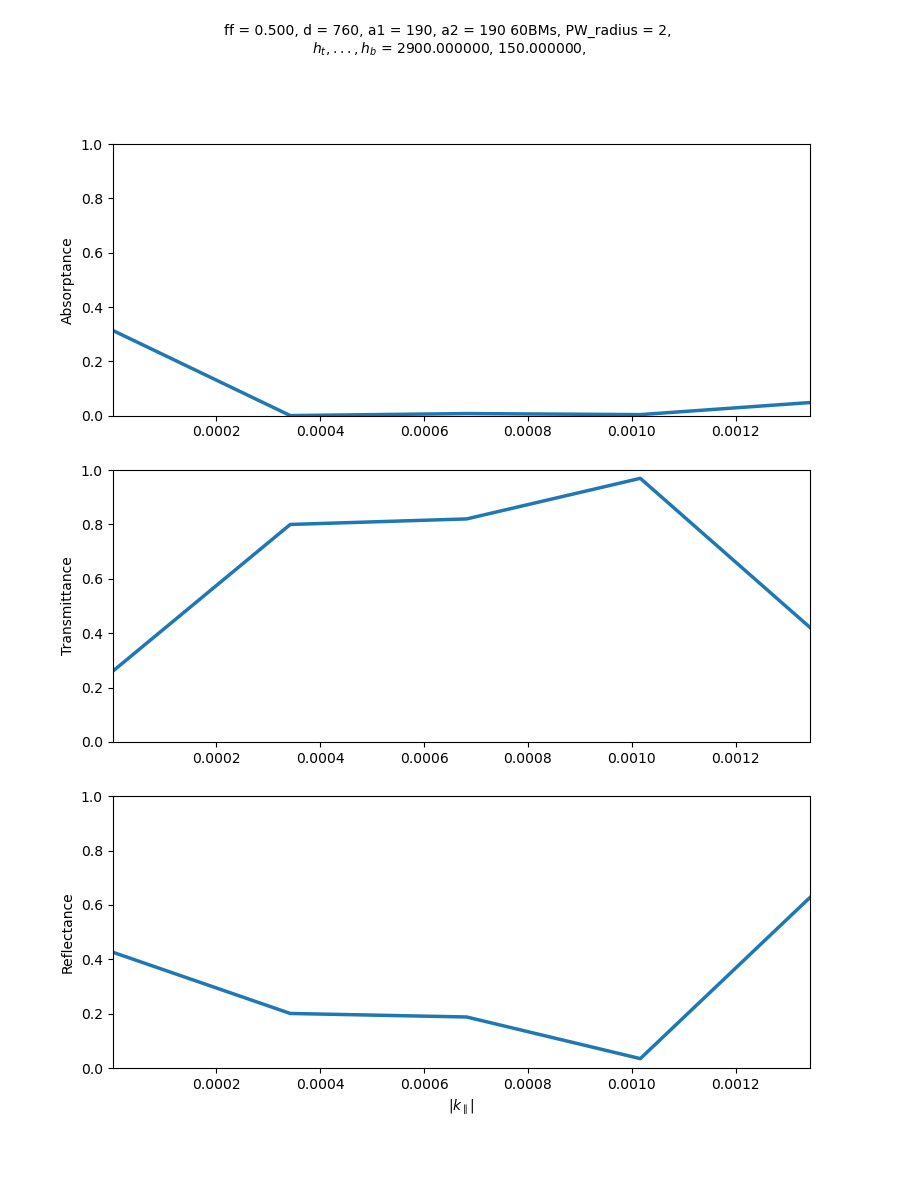 ff = 0.500, d = 760, a1 = 190, a2 = 190 60BMs, PW_radius = 2,
h_t, . . . , h_b = 2900.000000, 150.000000,
1.0
0.8
0.6
0.4
0.2
0.0
Absorptance
0.0002 0.0004 0.0006 0.0008 0.0010 0.0012
1.0
0.8
0.6
0.4
0.2
0.0
Transmittance
0.0002 0.0004 0.0006 0.0008 0.0010 0.0012
1.0
0.8
0.6
0.4
0.2
0.0
Reflectance
0.0002 0.0004 0.0006 0.0008 0.0010 0.0012
|k_∥|